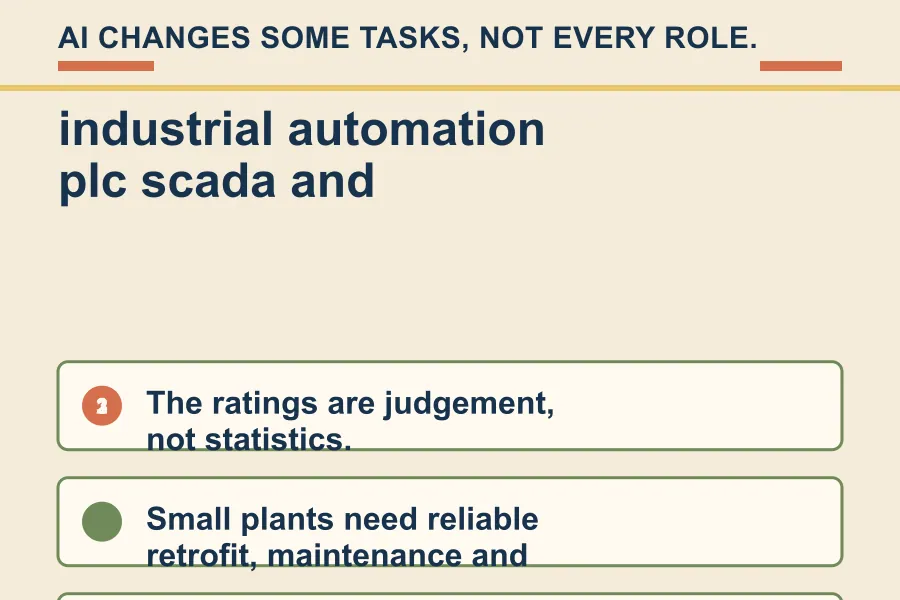 AI CHANGES SOME TASKS, NOT EVERY ROLE.
industrial automation
plc scada and
The ratings are judgement,
not statistics.
Small plants need reliable
retrofit, maintenance and